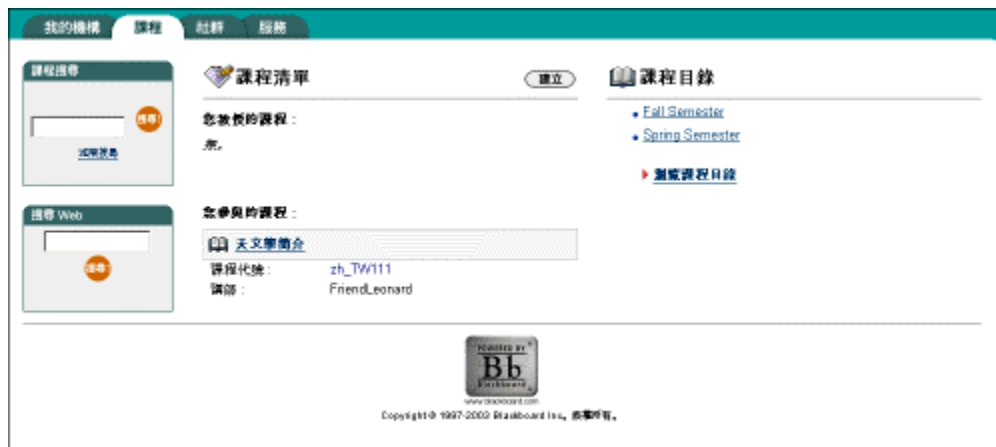 我的機構 課程 社群 服務
課程搜尋
搜尋!
進階搜尋
搜尋 Web
搜尋!
課程清單
建立
您教授的課程:
無。
您參與的課程:
天文學簡介
課程代號: zh_TW111
講師: FriendLeonard
課程目錄
Fall Semester
Spring Semester
瀏覽課程目錄
POWERED BY
Bb
Blackboard
www.blackboard.com
Copyright © 1997-2003 Blackboard Inc。版權所有。